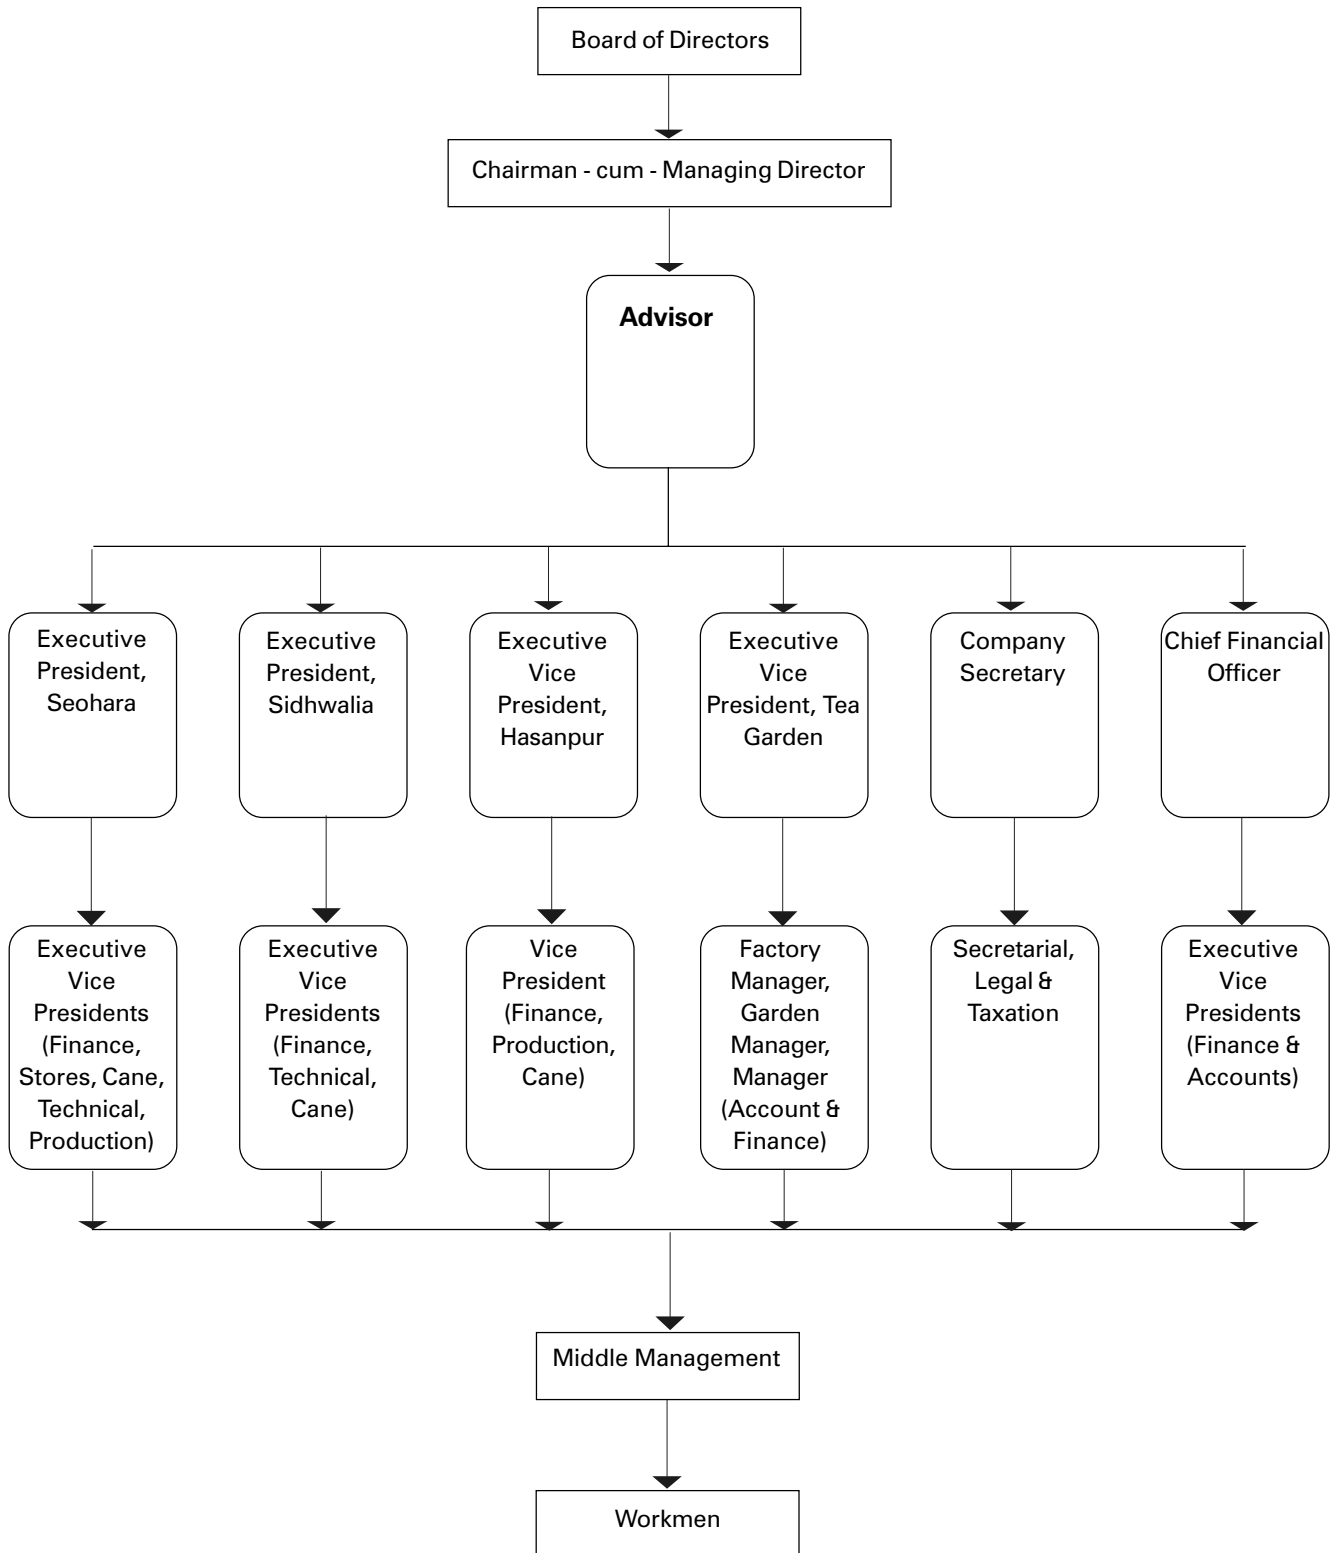 Board of Directors
Chairman - cum - Managing Director
Advisor
Executive
President,
Seohara
Executive
President,
Sidhwalia
Executive
Vice
President,
Hasanpur
Executive
Vice
President, Tea
Garden
Company
Secretary
Chief Financial
Officer
Executive
Vice
Presidents
(Finance,
Stores, Cane,
Technical,
Production)
Executive
Vice
Presidents
(Finance,
Technical,
Cane)
Vice
President
(Finance,
Production,
Cane)
Factory
Manager,
Garden
Manager,
Manager
(Account &
Finance)
Secretarial,
Legal &
Taxation
Executive
Vice
Presidents
(Finance &
Accounts)
Middle Management
Workmen